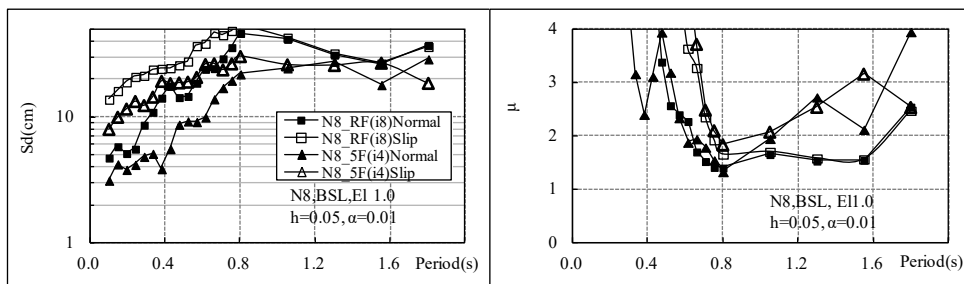 Sd(cm)
10
1
N8_RF(i8)Normal
N8_RF(i8)Slip
N8_5F(i4)Normal
N8_5F(i4)Slip
N8,BSL,El 1.0
h=0.05, α=0.01
0.0 0.4 0.8 1.2 1.6 Period(s)
μ
4
3
2
1
0
N8,BSL, El1.0
h=0.05, α=0.01
0.0 0.4 0.8 1.2 1.6 Period(s)